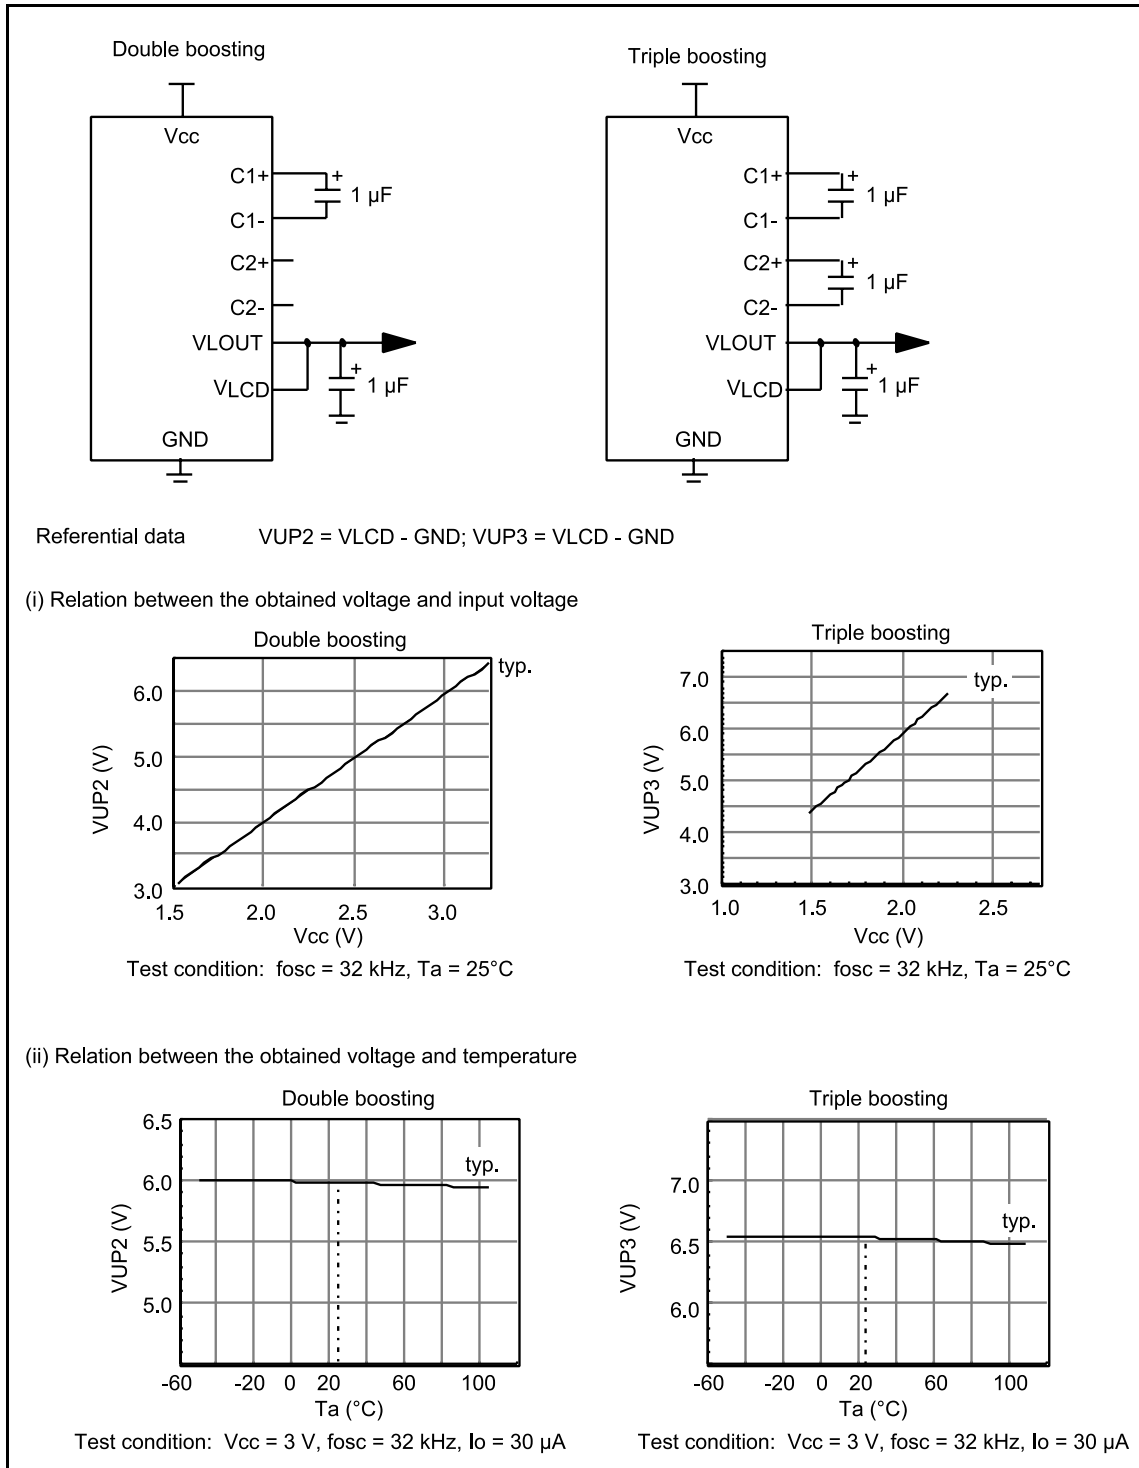 Double boosting
Triple boosting
Vcc
C1+
+
1 µF
C1-
C2+
C2-
VLOUT
VLCD
+
1 µF
GND
Vcc
C1+
+
1 µF
C1-
C2+
+
1 µF
C2-
VLOUT
VLCD
+
1 µF
GND
Referential data VUP2 = VLCD - GND; VUP3 = VLCD - GND
(i) Relation between the obtained voltage and input voltage
Double boosting
typ.
VUP2 (V)
6.0
5.0
4.0
3.0
1.5 2.0 2.5 3.0
Vcc (V)
Test condition: fosc = 32 kHz, Ta = 25°C
Triple boosting
typ.
VUP3 (V)
7.0
6.0
5.0
4.0
3.0
1.0 1.5 2.0 2.5
Vcc (V)
Test condition: fosc = 32 kHz, Ta = 25°C
(ii) Relation between the obtained voltage and temperature
Double boosting
typ.
VUP2 (V)
6.5
6.0
5.5
5.0
-60 -20 0 20 60 100
Ta (°C)
Test condition: Vcc = 3 V, fosc = 32 kHz, Io = 30 µA
Triple boosting
typ.
VUP3 (V)
7.0
6.5
6.0
-60 -20 0 20 60 100
Ta (°C)
Test condition: Vcc = 3 V, fosc = 32 kHz, Io = 30 µA